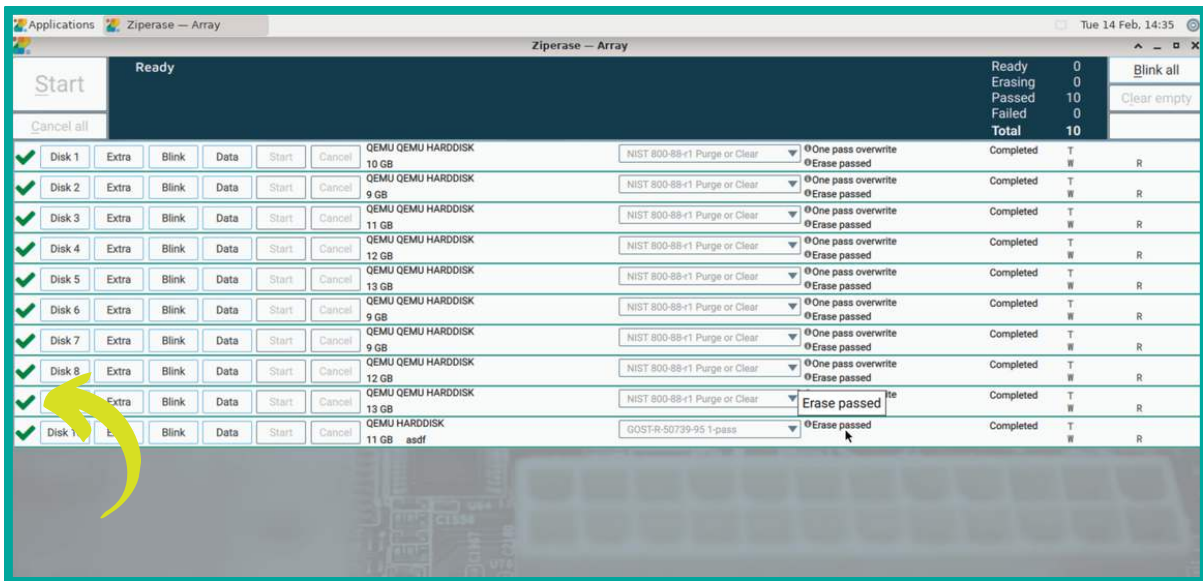 Applications Ziperase — Array Tue 14 Feb, 14:35
Ziperase — Array
Start Ready Ready 0 Blink all
Erasing 0
Passed 10 Clear empty
Cancel all Failed 0
Total 10
Disk 1 Extra Blink Data Start Cancel QEMU QEMU HARDDISK NIST 800-88-r1 Purge or Clear One pass overwrite Completed T
10 GB Erase passed W R
Disk 2 Extra Blink Data Start Cancel QEMU QEMU HARDDISK NIST 800-88-r1 Purge or Clear One pass overwrite Completed T
9 GB Erase passed W R
Disk 3 Extra Blink Data Start Cancel QEMU QEMU HARDDISK NIST 800-88-r1 Purge or Clear One pass overwrite Completed T
11 GB Erase passed W R
Disk 4 Extra Blink Data Start Cancel QEMU QEMU HARDDISK NIST 800-88-r1 Purge or Clear One pass overwrite Completed T
12 GB Erase passed W R
Disk 5 Extra Blink Data Start Cancel QEMU QEMU HARDDISK NIST 800-88-r1 Purge or Clear One pass overwrite Completed T
13 GB Erase passed W R
Disk 6 Extra Blink Data Start Cancel QEMU QEMU HARDDISK NIST 800-88-r1 Purge or Clear One pass overwrite Completed T
9 GB Erase passed W R
Disk 7 Extra Blink Data Start Cancel QEMU QEMU HARDDISK NIST 800-88-r1 Purge or Clear One pass overwrite Completed T
9 GB Erase passed W R
Disk 8 Extra Blink Data Start Cancel QEMU QEMU HARDDISK NIST 800-88-r1 Purge or Clear One pass overwrite Completed T
12 GB Erase passed W R
Extra Blink Data Start Cancel QEMU QEMU HARDDISK NIST 800-88-r1 Purge or Clear Completed T
13 GB Erase passed W R
Disk Blink Data Start Cancel QEMU HARDDISK GOST-R-50739-95 1-pass Erase passed Completed T
11 GB asdf W R